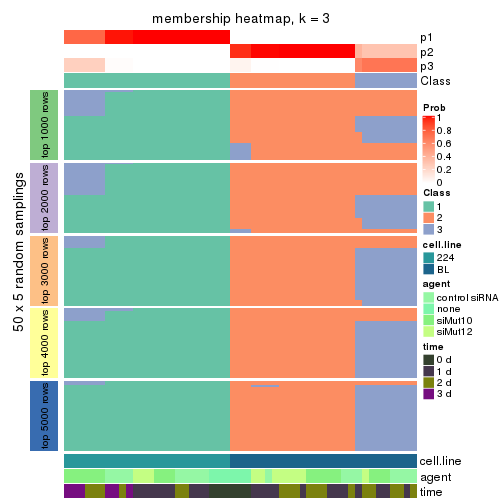 membership heatmap, k = 3
p1
p2
p3
Class
50 x 5 random samplings
top 1000 rows
top 2000 rows
top 3000 rows
top 4000 rows
top 5000 rows
cell.line
agent
time
Prob
1
0.8
0.6
0.4
0.2
0
Class
1
2
3
cell.line
224
BL
agent
control siRNA
none
siMut10
siMut12
time
0 d
1 d
2 d
3 d